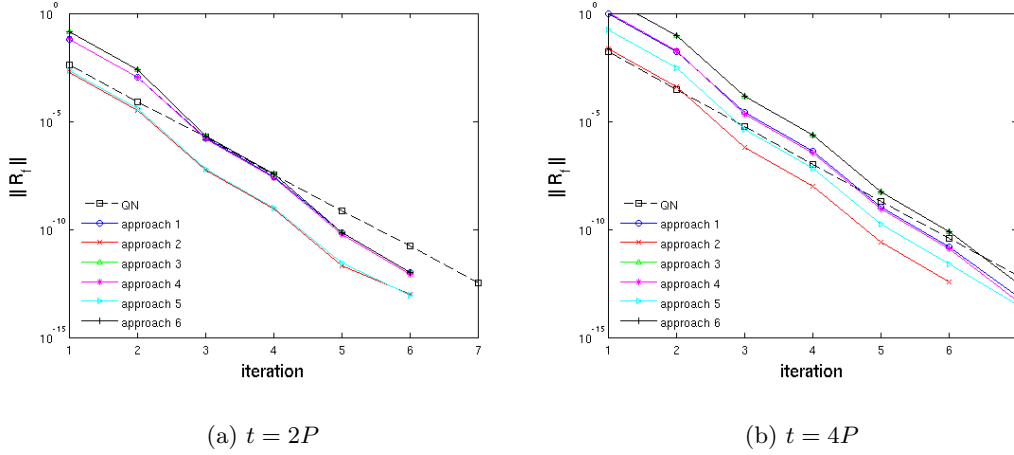 10^0
10^-5
10^-10
10^-15
|| R_f ||
QN
approach 1
approach 2
approach 3
approach 4
approach 5
approach 6
1 2 3 4 5 6 7
iteration
(a) t = 2P
10^0
10^-5
10^-10
10^-15
|| R_f ||
QN
approach 1
approach 2
approach 3
approach 4
approach 5
approach 6
1 2 3 4 5 6
iteration
(b) t = 4P